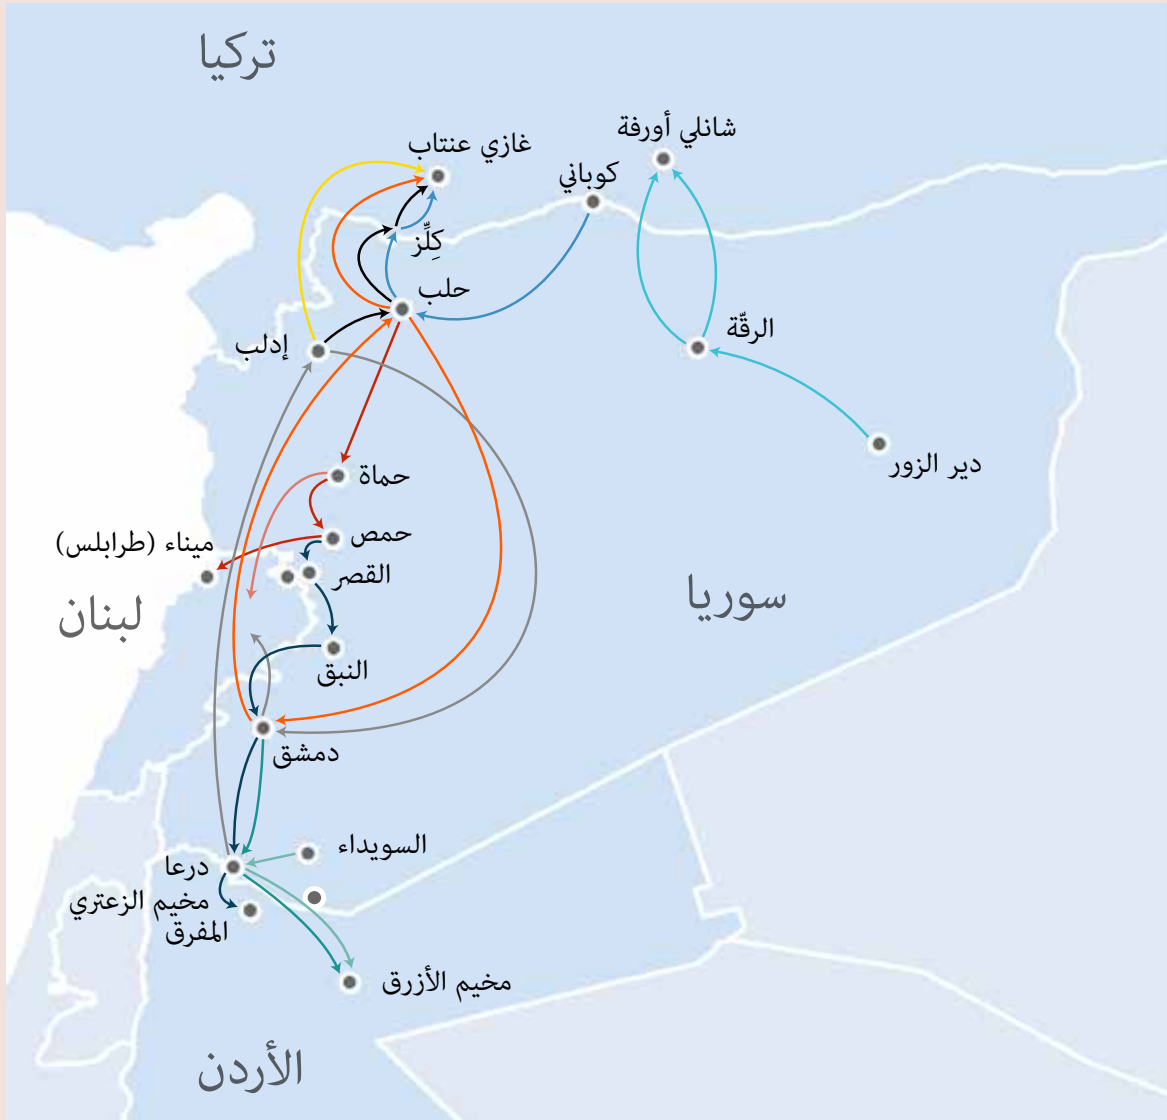 تركيا
شانلي أورفة
غازي عنتاب
كوباني
كِلِّز
حلب
الرقّة
إدلب
دير الزور
حماة
حمص
ميناء (طرابلس)
القصر
سوريا
لبنان
النبق
دمشق
السويداء
درعا
مخيم الزعتري
المفرق
مخيم الأزرق
الأردن